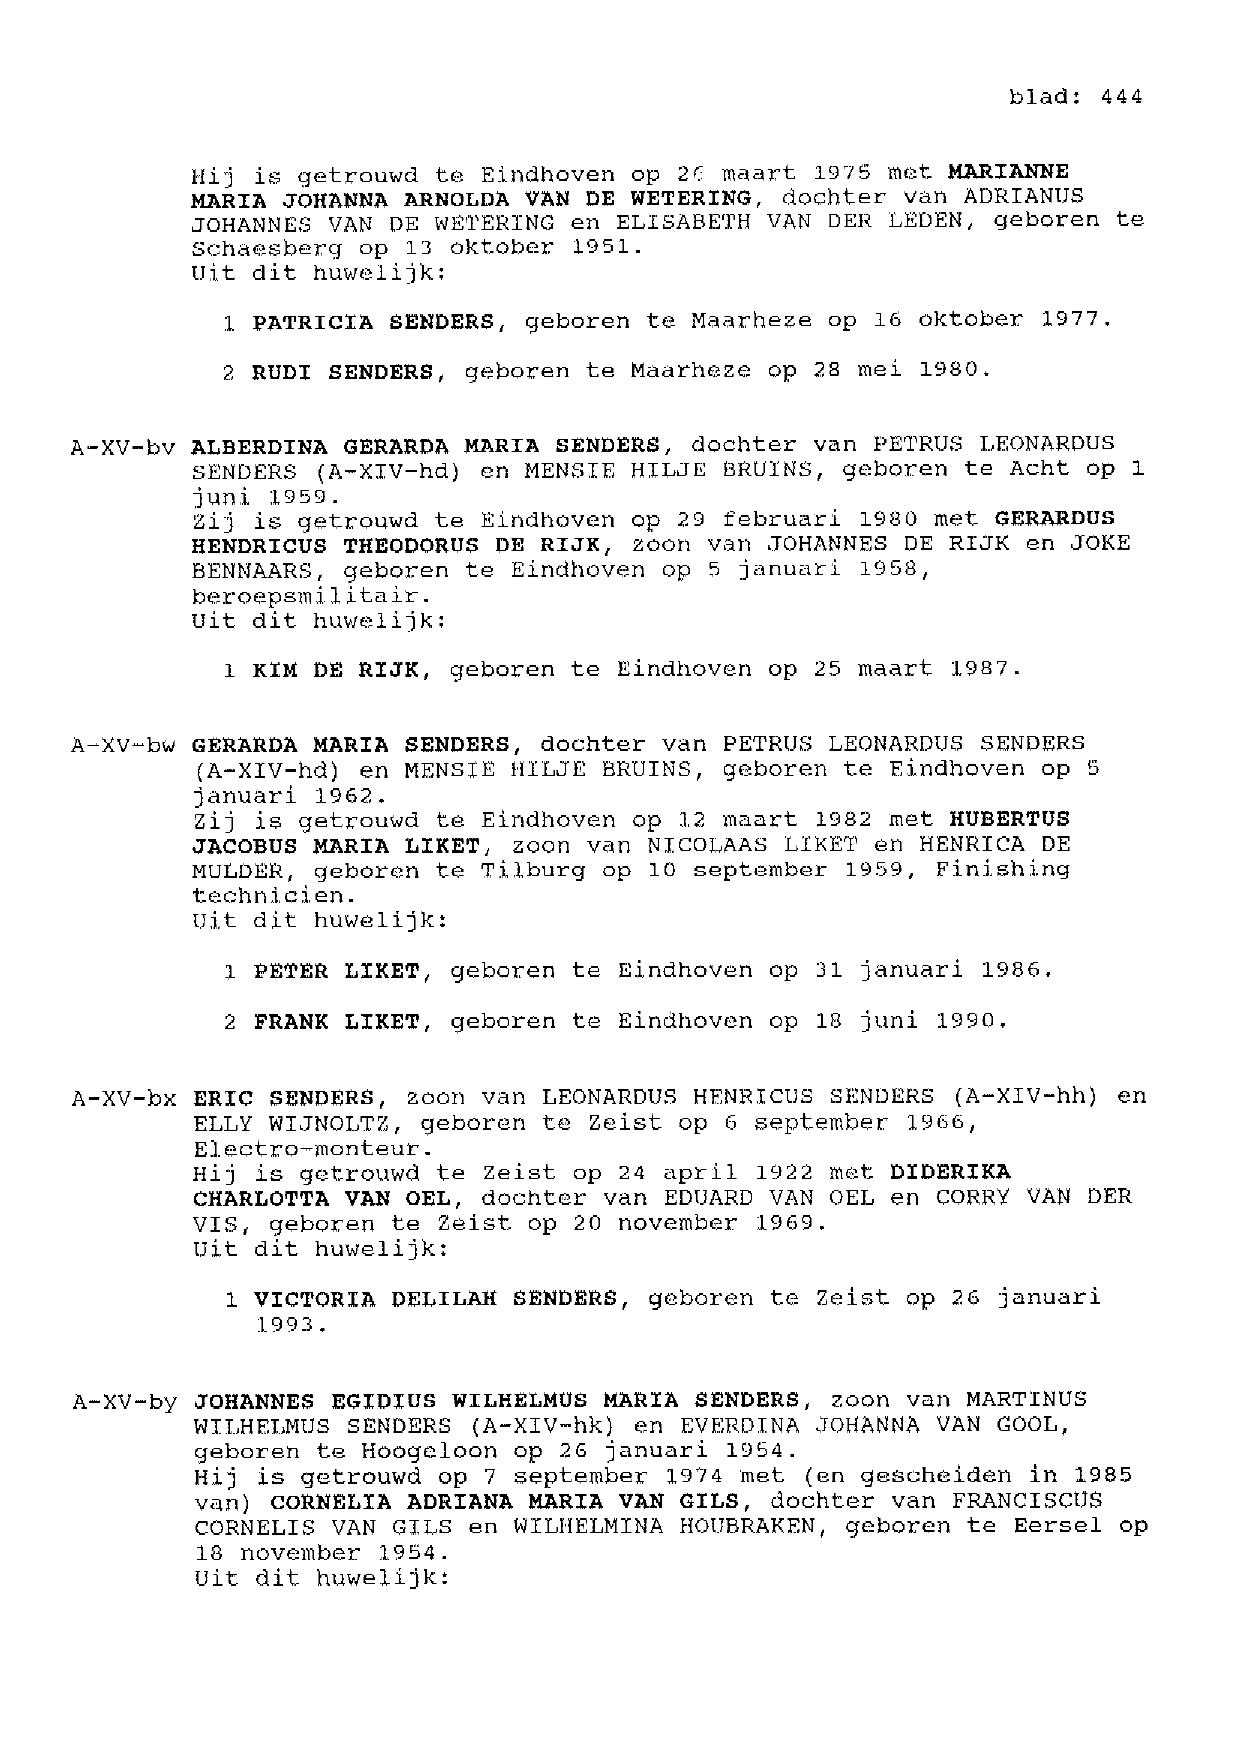 blad: 444
Hij is getrouwd te Eindhoven op 26 maart 1975 met MARIANNE
MARIA JOHANNA ARNOLDA VAN DE WETERING, dochter van ADRIANUS
JOHANNES VAN DE WETERING en ELISABETH VAN DER LEDEN, geboren te
Schaesberg op 13 oktober 1951.
Uit dit huwelijk:
1 PATRICIA SENDERS, geboren te Maarheze op 16 oktober 1977.
2 RUDI SENDERS, geboren te Maarheze op 28 mei 1980.
A-XV-bv ALBERDINA GERARDA MARIA SENDERS, dochter van PETRUS LEONARDUS
SENDERS (A-XIV-hd) en MENSIE HILJE BRUINS, geboren te Acht op 1
juni 1959.
Zij is getrouwd te Eindhoven op 29 februari 1980 met GERARDUS
HENDRICUS THEODORUS DE RIJK, zoon van JOHANNES DE RIJK en JOKE
BENNAARS, geboren te Eindhoven op 5 januari 1958,
beroepsmilitair.
Uit dit huwelijk:
1 KIM DE RIJK, geboren te Eindhoven op 25 maart 1987.
A-XV-bw GERARDA MARIA SENDERS, dochter van PETRUS LEONARDUS SENDERS
(A-XIV-hd) en MENSIE HILJE BRUINS, geboren te Eindhoven op 5
januari 1962.
Zij is getrouwd te Eindhoven op 12 maart 1982 met HUBERTUS
JACOBUS MARIA LIKET, zoon van NICOLAAS LIKET en HENRICA DE
MULDER, geboren te Tilburg op 10 september 1959, Finishing
technicien.
Uit dit huwelijk:
1 PETER LIKET, geboren te Eindhoven op 31 januari 1986.
2 FRANK LIKET, geboren te Eindhoven op 18 juni 1990.
A-XV-bx ERIC SENDERS, zoon van LEONARDUS HENRICUS SENDERS (A-XIV-hh) en
ELLY WIJNOLTZ, geboren te Zeist op 6 september 1966,
Electro-monteur.
Hij is getrouwd te Zeist op 24 april 1922 met DIDERIKA
CHARLOTTA VAN OEL, dochter van EDUARD VAN OEL en CORRY VAN DER
VIS, geboren te Zeist op 20 november 1969.
Uit dit huwelijk:
1 VICTORIA DELILAH SENDERS, geboren te Zeist op 26 januari
1993.
A-XV-by JOHANNES EGIDIUS WILHELMUS MARIA SENDERS, zoon van MARTINUS
WILHELMUS SENDERS (A-XIV-hk) en EVERDINA JOHANNA VAN GOOL,
geboren te Hoogeloon op 26 januari 1954.
Hij is getrouwd op 7 september 1974 met (en gescheiden in 1985
van) CORNELIA ADRIANA MARIA VAN GILS, dochter van FRANCISCUS
CORNELIS VAN GILS en WILHELMINA HOUBRAKEN, geboren te Eersel op
18 november 1954.
Uit dit huwelijk: